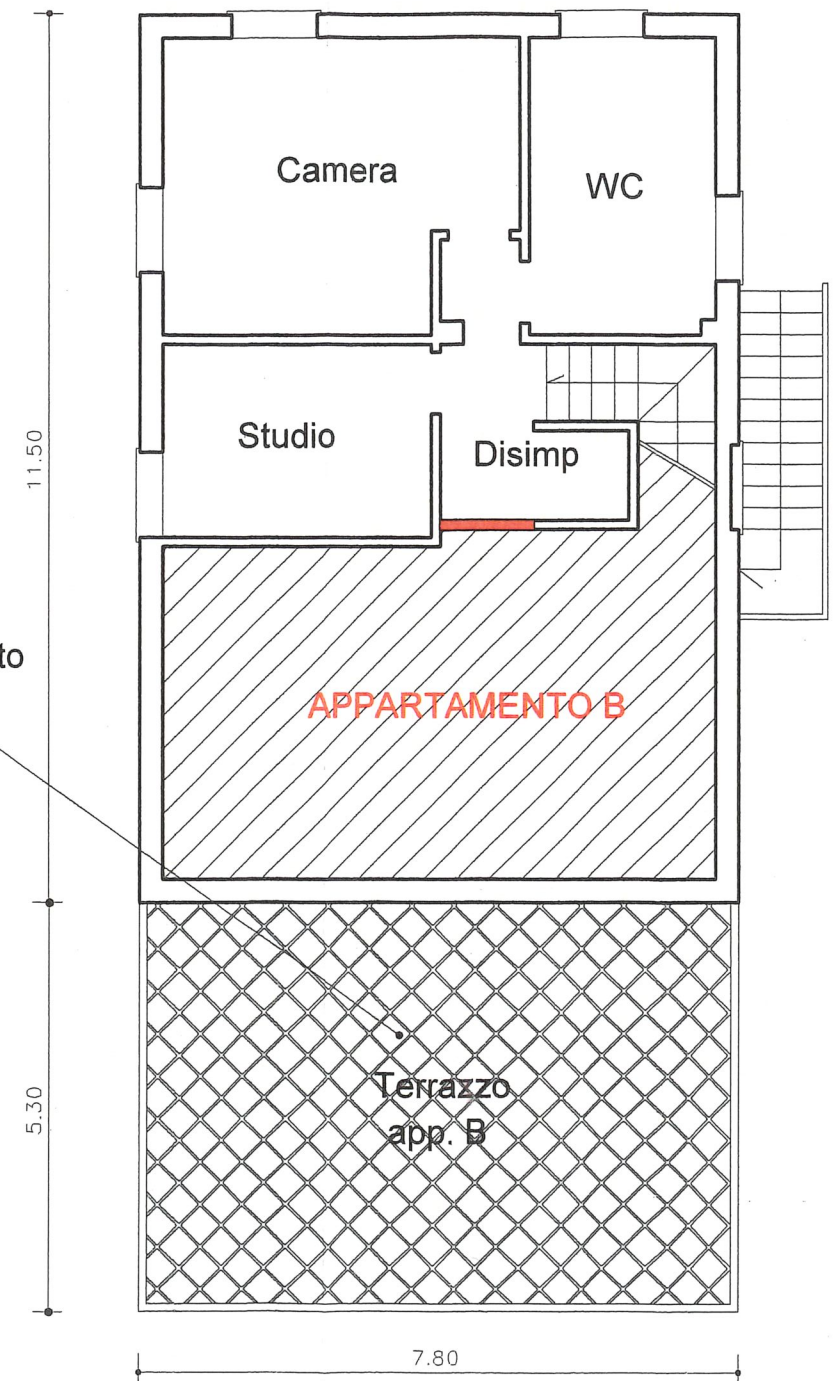 Camera
WC
11.50
Studio
Disimp
to
APPARTAMENTO B
Terrazzo
app. B
5.30
7.80